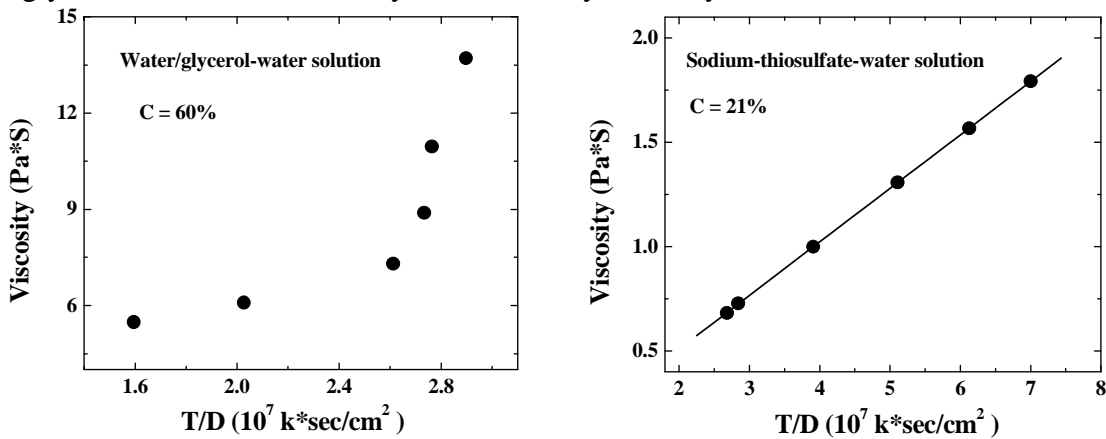 Water/glycerol-water solution
C = 60%
15
12
9
6
Viscosity (Pa*S)
1.6
2.0
2.4
2.8
T/D (10⁷ k*sec/cm²)
Sodium-thiosulfate-water solution
C = 21%
2.0
1.5
1.0
0.5
Viscosity (Pa*S)
2
3
4
5
6
7
8
T/D (10⁷ k*sec/cm²)